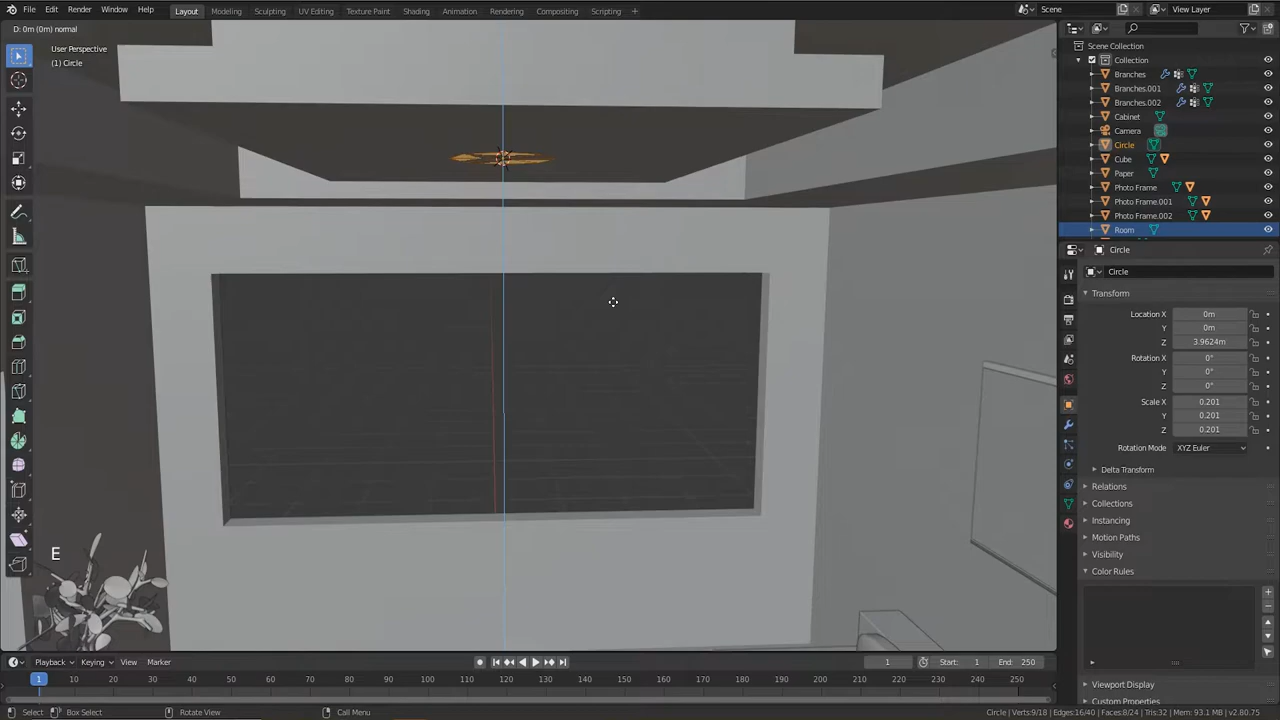 File Edit Render Window Help Layout Modeling Sculpting UV Editing Texture Paint Shading Animation Rendering Compositing Scripting + Scene View Layer
D: 0m (0m) normal
User Perspective
(1) Circle
Scene Collection
Collection
Branches
Branches.001
Branches.002
Cabinet
Camera
Circle
Cube
Paper
Photo Frame
Photo Frame.001
Photo Frame.002
Room
Circle
Circle
Transform
Location X 0m
Y 0m
Z 3.9624m
Rotation X 0°
Y 0°
Z 0°
Scale X 0.201
Y 0.201
Z 0.201
Rotation Mode XYZ Euler
Delta Transform
Relations
Collections
Instancing
Motion Paths
Visibility
Color Rules
Viewport Display
Custom Properties
E
Playback Keying View Marker 1 Start: 1 End: 250
1 10 20 30 40 50 60 70 80 90 100 110 120 130 140 150 160 170 180 190 200 210 220 230 240 250
Select Box Select Rotate View Call Menu Circle | Verts:9/18 | Edges:16/40 | Faces:8/24 | Tris:32 | Mem: 93.1 MB | v2.80.75